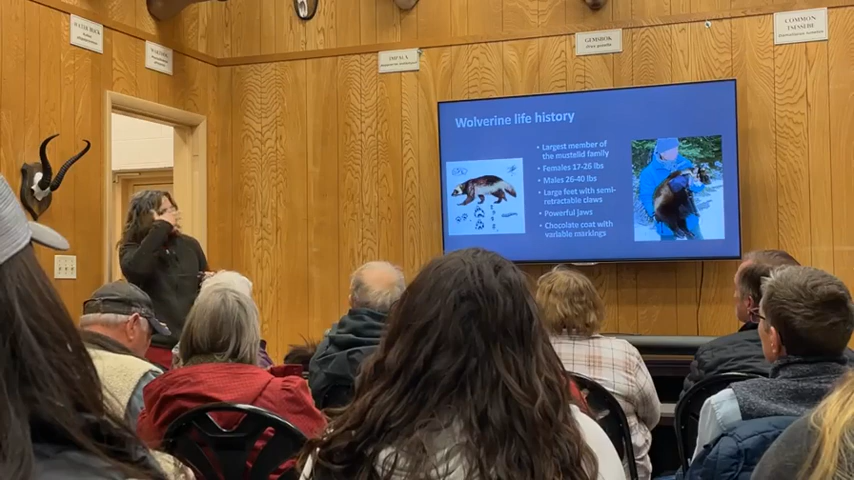 IMPALA
GEMSBOK
COMMON
Wolverine life history
• Largest member of
the mustelid family
• Females 17-26 lbs
• Males 26-40 lbs
• Large feet with semi-
retractable claws
• Powerful jaws
• Chocolate coat with
variable markings